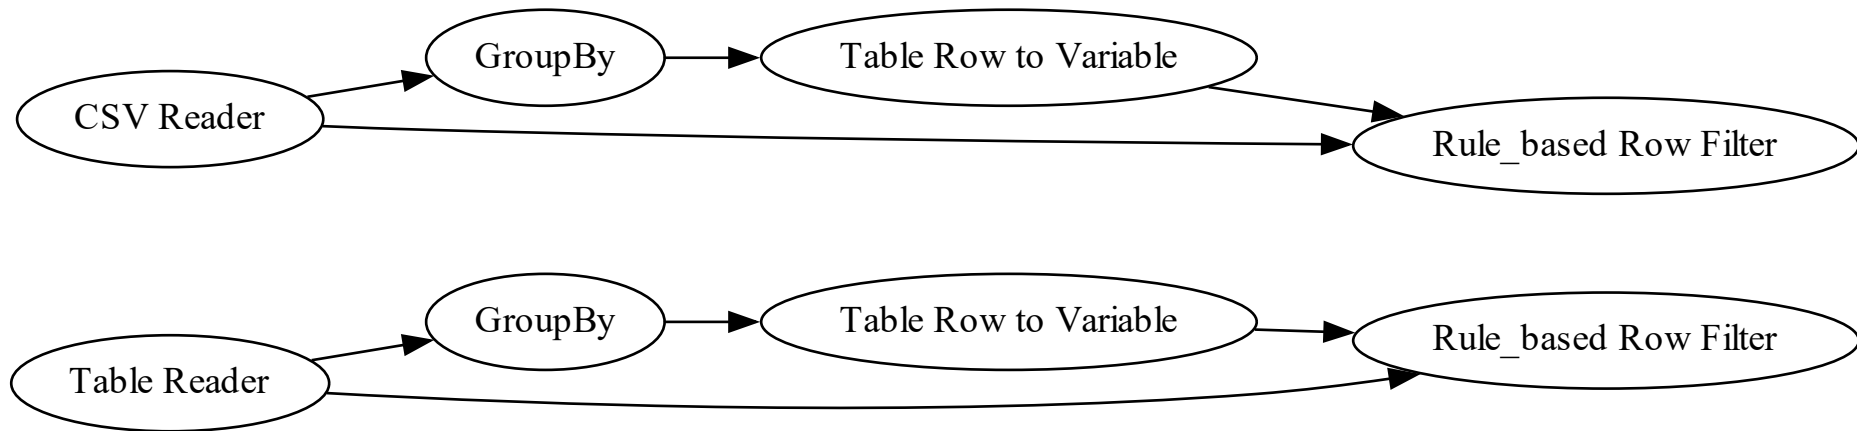 GroupBy
Table Row to Variable
CSV Reader
Rule_based Row Filter
GroupBy
Table Row to Variable
Rule_based Row Filter
Table Reader